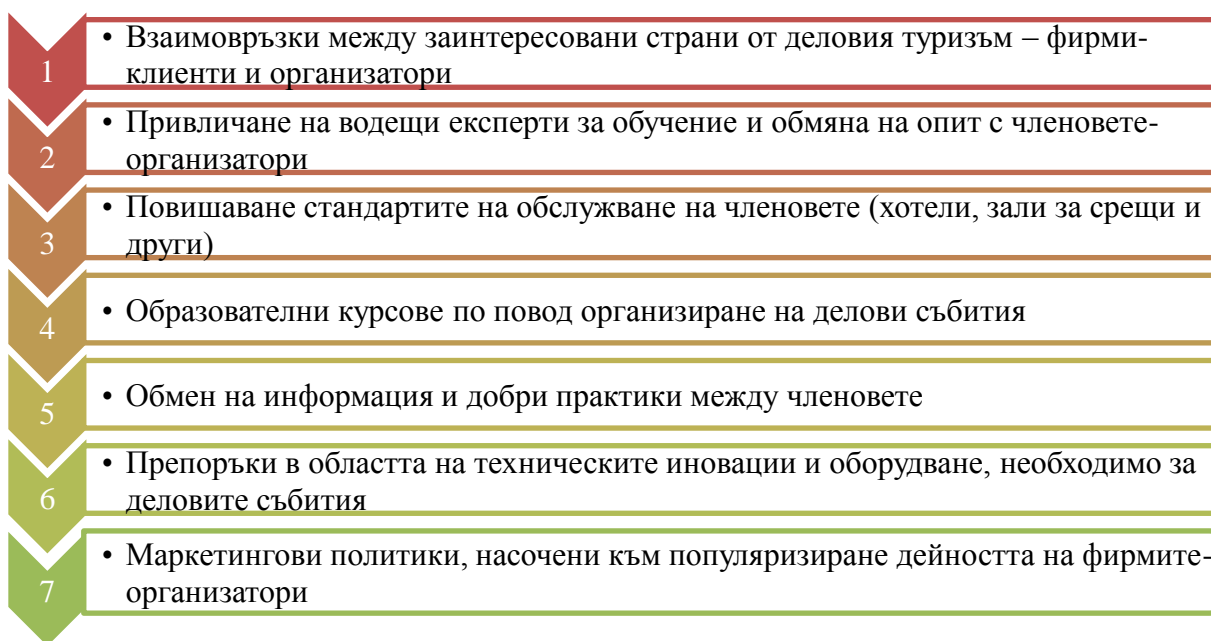 1
• Взаимовръзки между заинтересовани страни от деловия туризъм – фирми-
клиенти и организатори
2
• Привличане на водещи експерти за обучение и обмяна на опит с членовете-
организатори
3
• Повишаване стандартите на обслужване на членовете (хотели, зали за срещи и
други)
4
• Образователни курсове по повод организиране на делови събития
5
• Обмен на информация и добри практики между членовете
6
• Препоръки в областта на техническите иновации и оборудване, необходимо за
деловите събития
7
• Маркетингови политики, насочени към популяризиране дейността на фирмите-
организатори